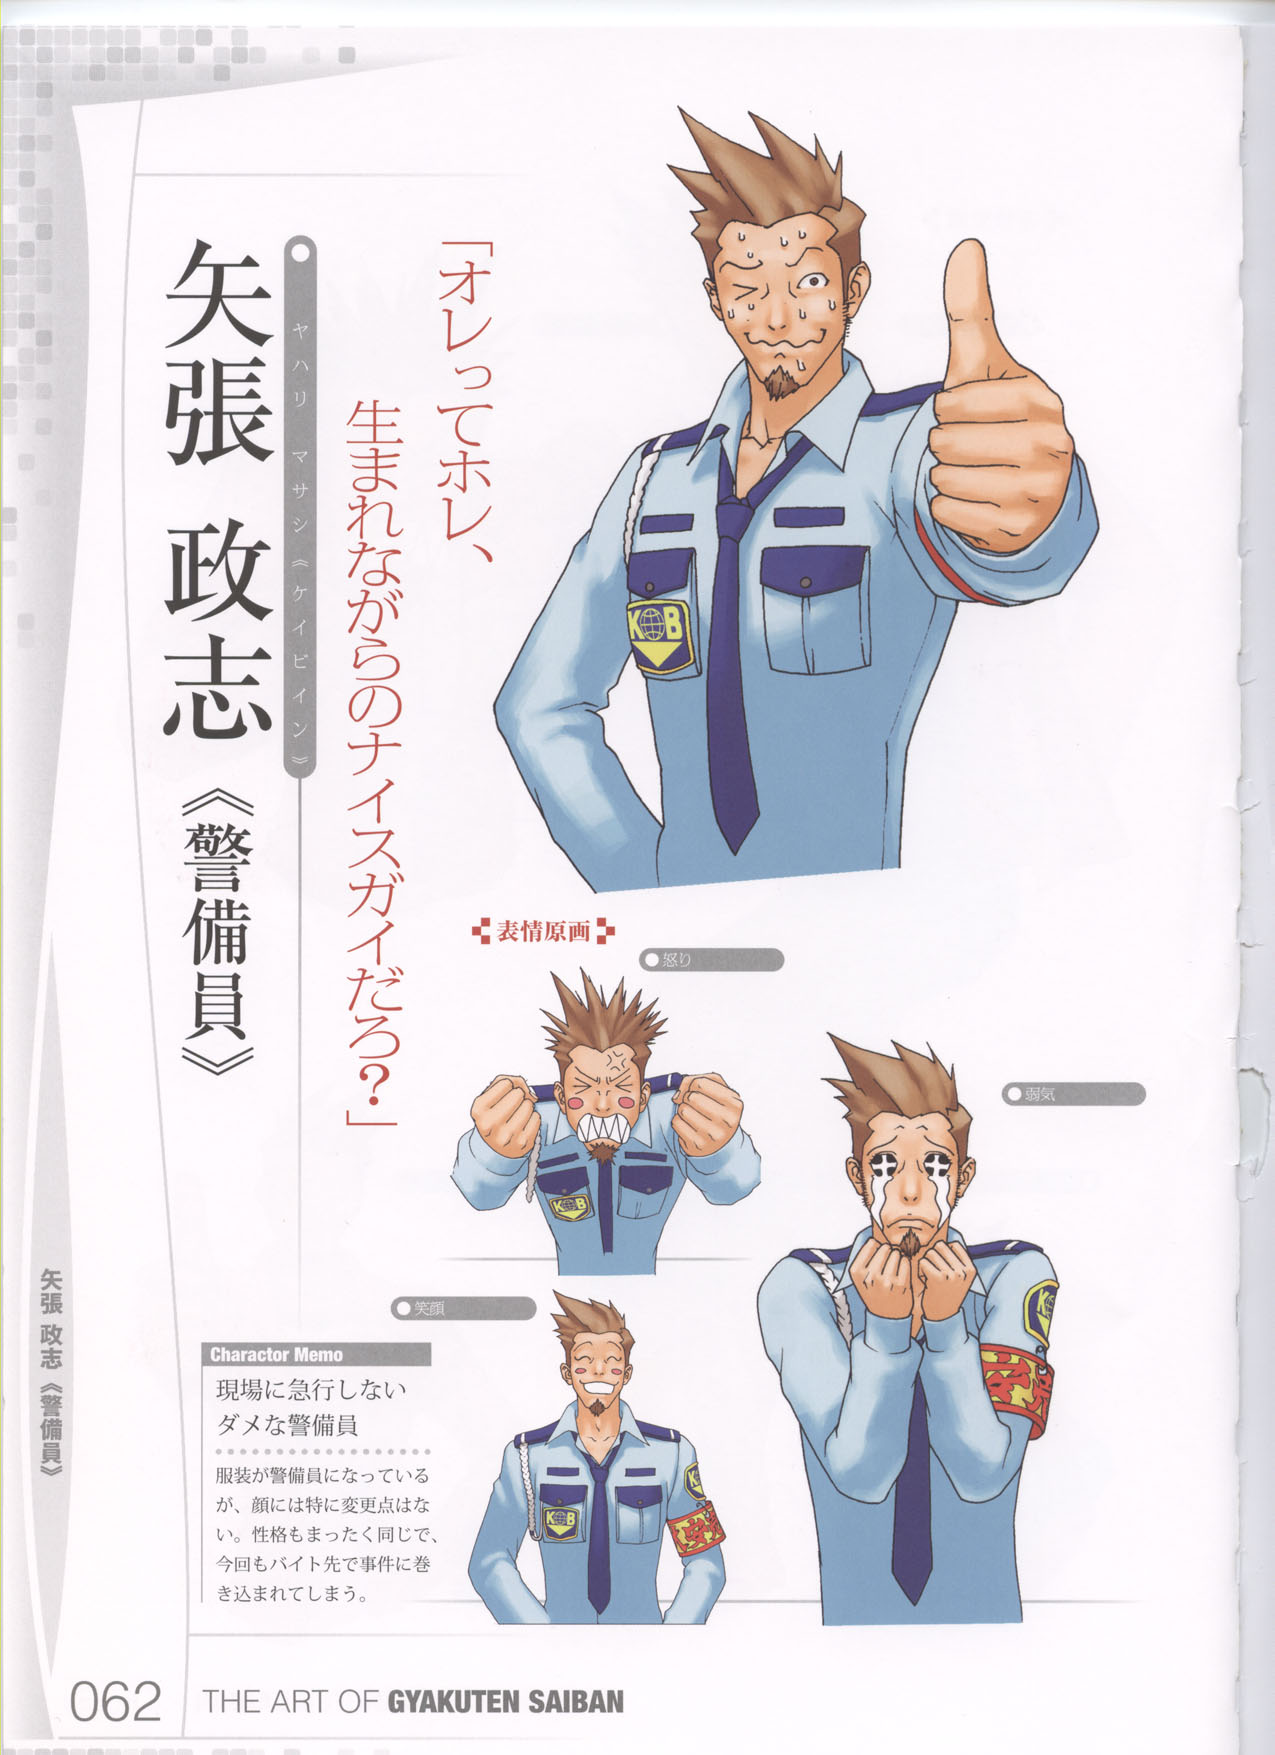 矢張 政志《警備員》
ヤハリ マサシ《ケイビイン》
「オレってホレ、
生まれながらのナイスガイだろ？」
KB
表情原画
怒り
KB
弱気
K
笑顔
KB
K
Charactor Memo
現場に急行しない
ダメな警備員
服装が警備員になっている
が、顔には特に変更点はな
い。性格もまったく同じで、
今回もバイト先で事件に巻
き込まれてしまう。
矢張 政志《警備員》
062
THE ART OF GYAKUTEN SAIBAN